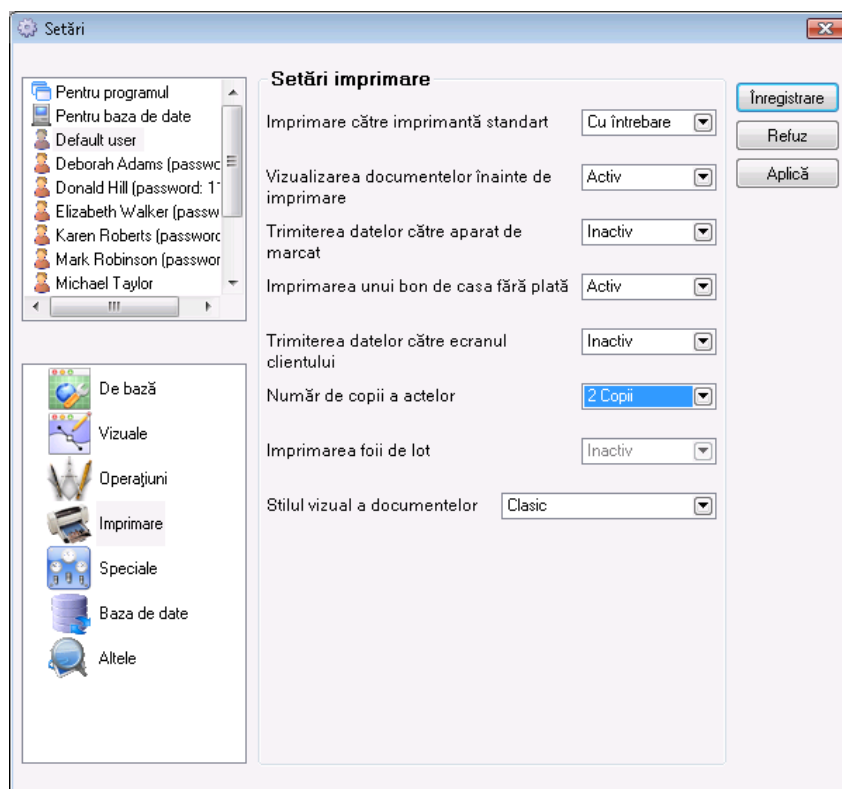 Setări
Pentru programul
Pentru baza de date
Default user
Deborah Adams (passwc
Donald Hill (password: 1
Elizabeth Walker (passw
Karen Roberts (password
Mark Robinson (passwor
Michael Taylor
De bază
Vizuale
Operaţiuni
Imprimare
Speciale
Baza de date
Altele
Setări imprimare
Imprimare către imprimantă standart
Cu întrebare
Vizualizarea documentelor înainte de
imprimare
Activ
Trimiterea datelor către aparat de
marcat
Inactiv
Imprimarea unui bon de casa fără plată
Activ
Trimiterea datelor către ecranul
clientului
Inactiv
Număr de copii a actelor
2 Copii
Imprimarea foii de lot
Inactiv
Stilul vizual a documentelor
Clasic
Înregistrare
Refuz
Aplică